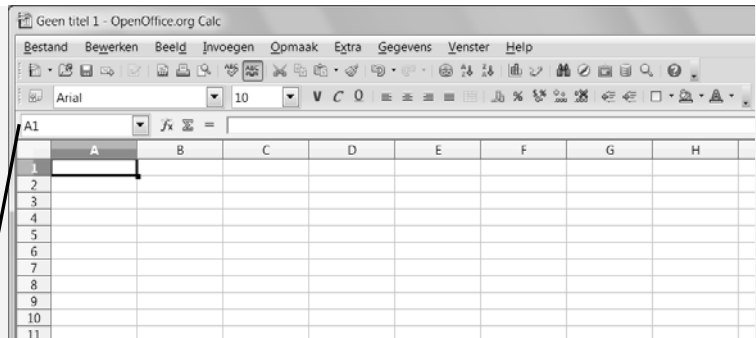 Geen titel 1 - OpenOffice.org Calc
Bestand Bewerken Beeld Invoegen Opmaak Extra Gegevens Venster Help
Arial 10 V C O
A1 fx Σ =
A B C D E F G H
1
2
3
4
5
6
7
8
9
10
11